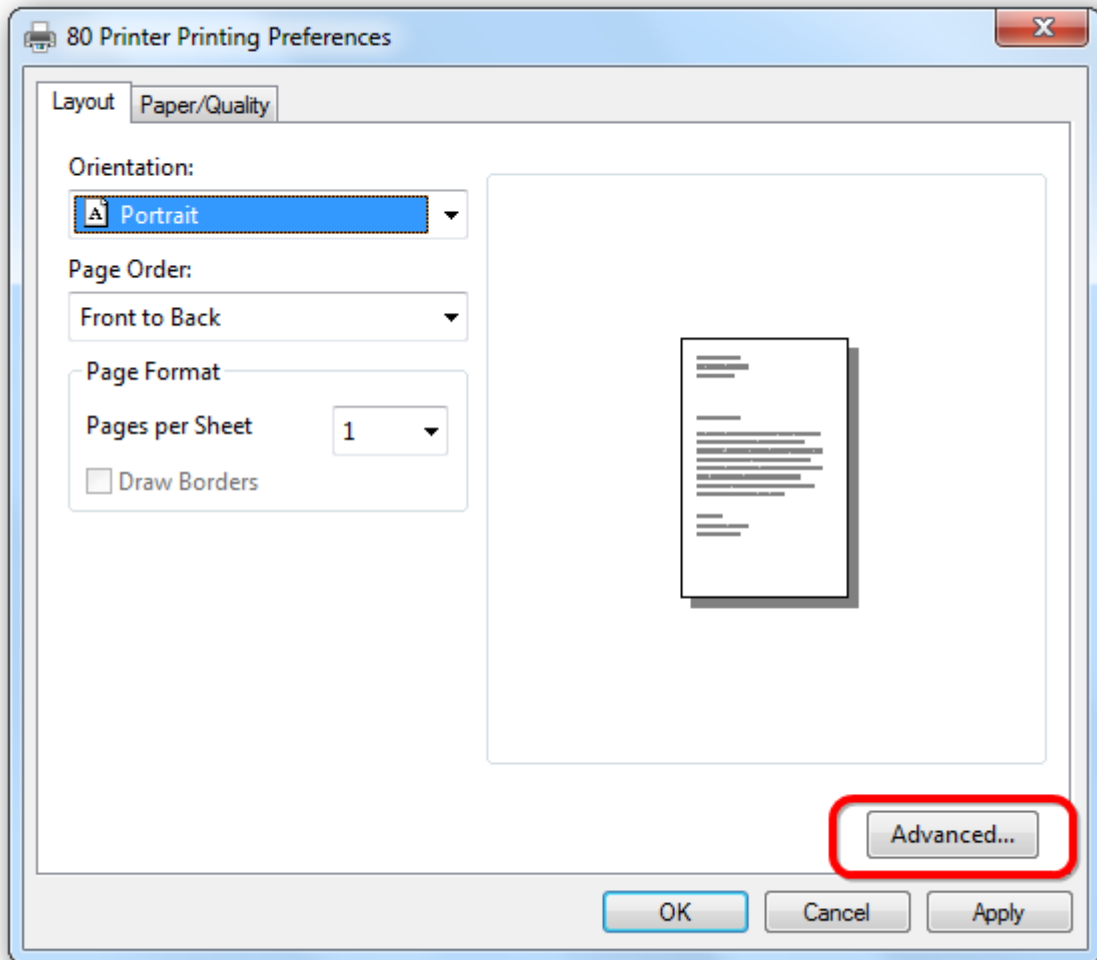 80 Printer Printing Preferences
X
Layout
Paper/Quality
Orientation:
A Portrait
Page Order:
Front to Back
Page Format
Pages per Sheet
1
Draw Borders
Advanced...
OK
Cancel
Apply